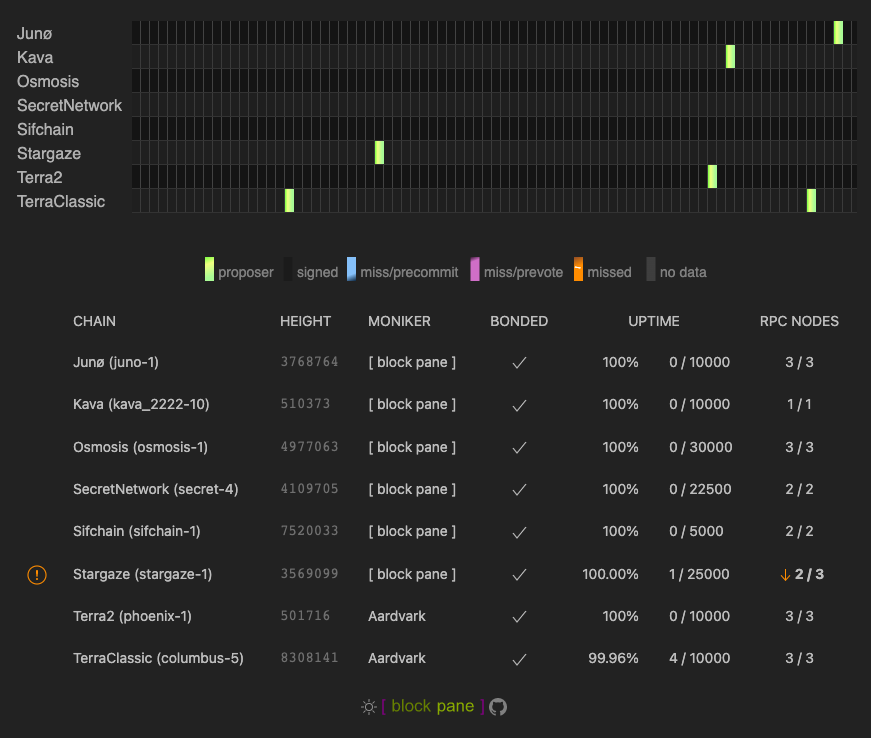 Junø
Kava
Osmosis
SecretNetwork
Sifchain
Stargaze
Terra2
TerraClassic
proposer signed miss/precommit miss/prevote missed no data
CHAIN HEIGHT MONIKER BONDED UPTIME RPC NODES
Junø (juno-1) 3768764 [ block pane ] ✓ 100% 0 / 10000 3 / 3
Kava (kava_2222-10) 510373 [ block pane ] ✓ 100% 0 / 10000 1 / 1
Osmosis (osmosis-1) 4977063 [ block pane ] ✓ 100% 0 / 30000 3 / 3
SecretNetwork (secret-4) 4109705 [ block pane ] ✓ 100% 0 / 22500 2 / 2
Sifchain (sifchain-1) 7520033 [ block pane ] ✓ 100% 0 / 5000 2 / 2
! Stargaze (stargaze-1) 3569099 [ block pane ] ✓ 100.00% 1 / 25000 ↓ 2 / 3
Terra2 (phoenix-1) 501716 Aardvark ✓ 100% 0 / 10000 3 / 3
TerraClassic (columbus-5) 8308141 Aardvark ✓ 99.96% 4 / 10000 3 / 3
[ block pane ]